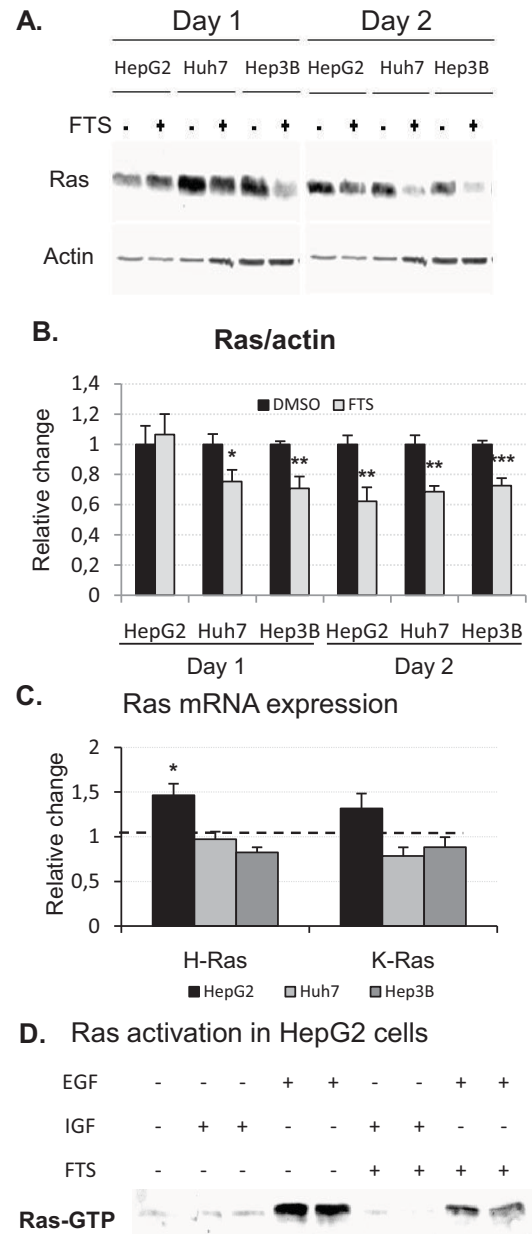 A.
Day 1 Day 2
HepG2 Huh7 Hep3B HepG2 Huh7 Hep3B
FTS - + - + - + - + - + - +
Ras
Actin
B.
Ras/actin
1,4
1,2
1
0,8
0,6
0,4
0,2
0
Relative change
DMSO FTS
* ** ** ** ***
HepG2 Huh7 Hep3B HepG2 Huh7 Hep3B
Day 1 Day 2
C. Ras mRNA expression
2
1,5
1
0,5
0
Relative change
*
H-Ras K-Ras
HepG2 Huh7 Hep3B
D. Ras activation in HepG2 cells
EGF - - - + + - - + +
IGF - + + - - + + - -
FTS - - - - - + + + +
Ras-GTP